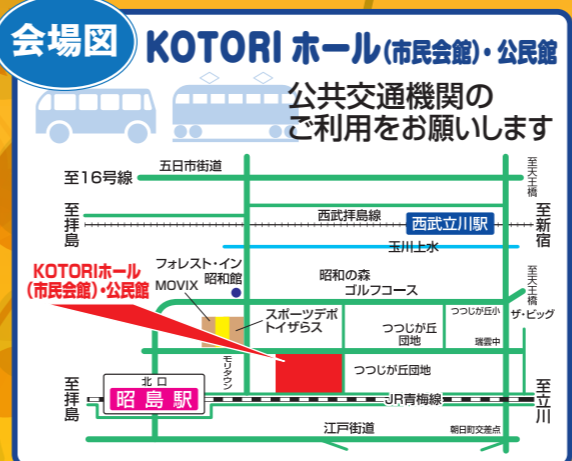 会場図
KOTORI ホール(市民会館)・公民館
公共交通機関の
ご利用をお願いします
五日市街道
至16号線
至天王橋
至拝島
西武拝島線
西武立川駅
至新宿
玉川上水
KOTORIホール
(市民会館)・公民館
フォレスト・イン
昭和館
MOVIX
昭和の森
ゴルフコース
至天王橋
スポーツデポ
トイザらス
つつじが丘小
ザ・ビッグ
つつじが丘
団地
瑞雲中
モリタウン
つつじが丘団地
至拝島
北口
昭島駅
JR青梅線
至立川
江戸街道
朝日町交差点